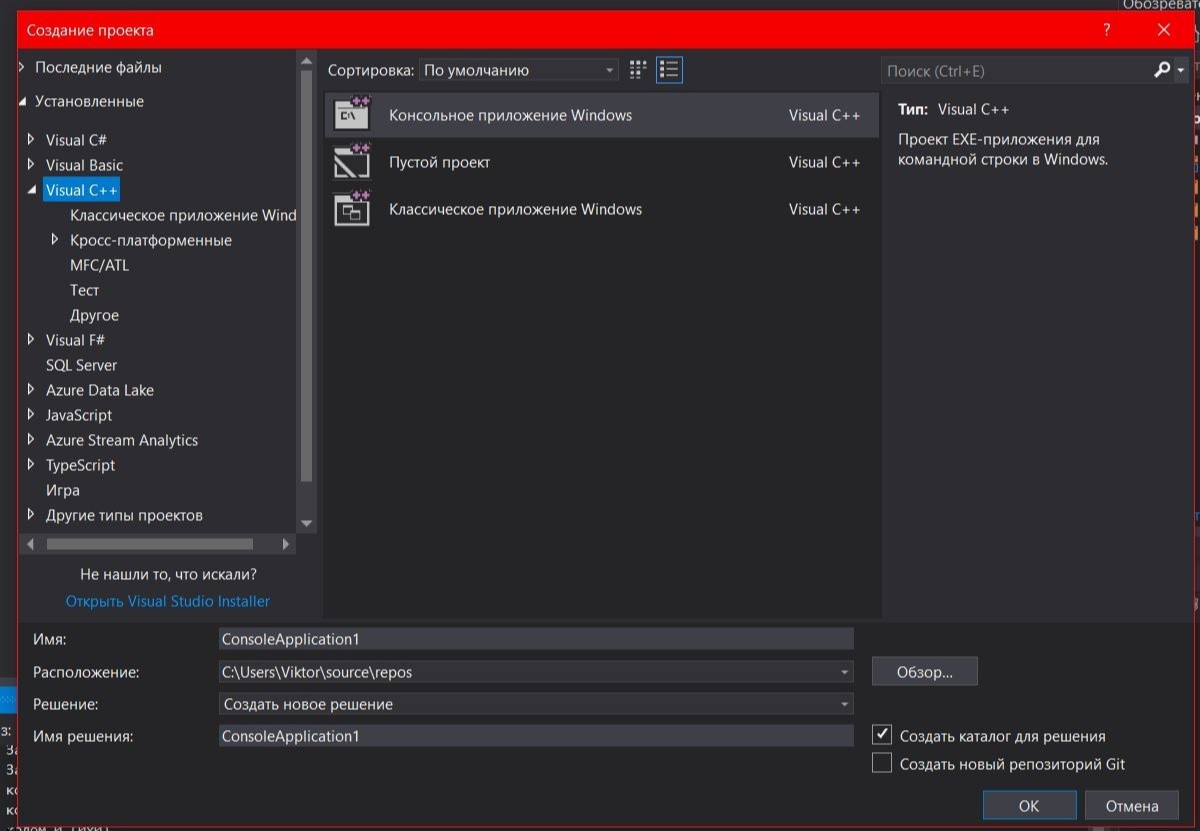 Обозреват
Создание проекта
?
Последние файлы
Установленные
Visual C#
Visual Basic
Visual C++
Классическое приложение Wind
Кросс-платформенные
MFC/ATL
Тест
Другое
Visual F#
SQL Server
Azure Data Lake
JavaScript
Azure Stream Analytics
TypeScript
Игра
Другие типы проектов
Не нашли то, что искали?
Открыть Visual Studio Installer
Сортировка: По умолчанию
Консольное приложение Windows Visual C++
Пустой проект Visual C++
Классическое приложение Windows Visual C++
Поиск (Ctrl+E)
Тип: Visual C++
Проект EXE-приложения для
командной строки в Windows.
Имя: ConsoleApplication1
Расположение: C:\Users\Viktor\source\repos
Обзор...
Решение: Создать новое решение
Имя решения: ConsoleApplication1
Создать каталог для решения
Создать новый репозиторий Git
ОК
Отмена